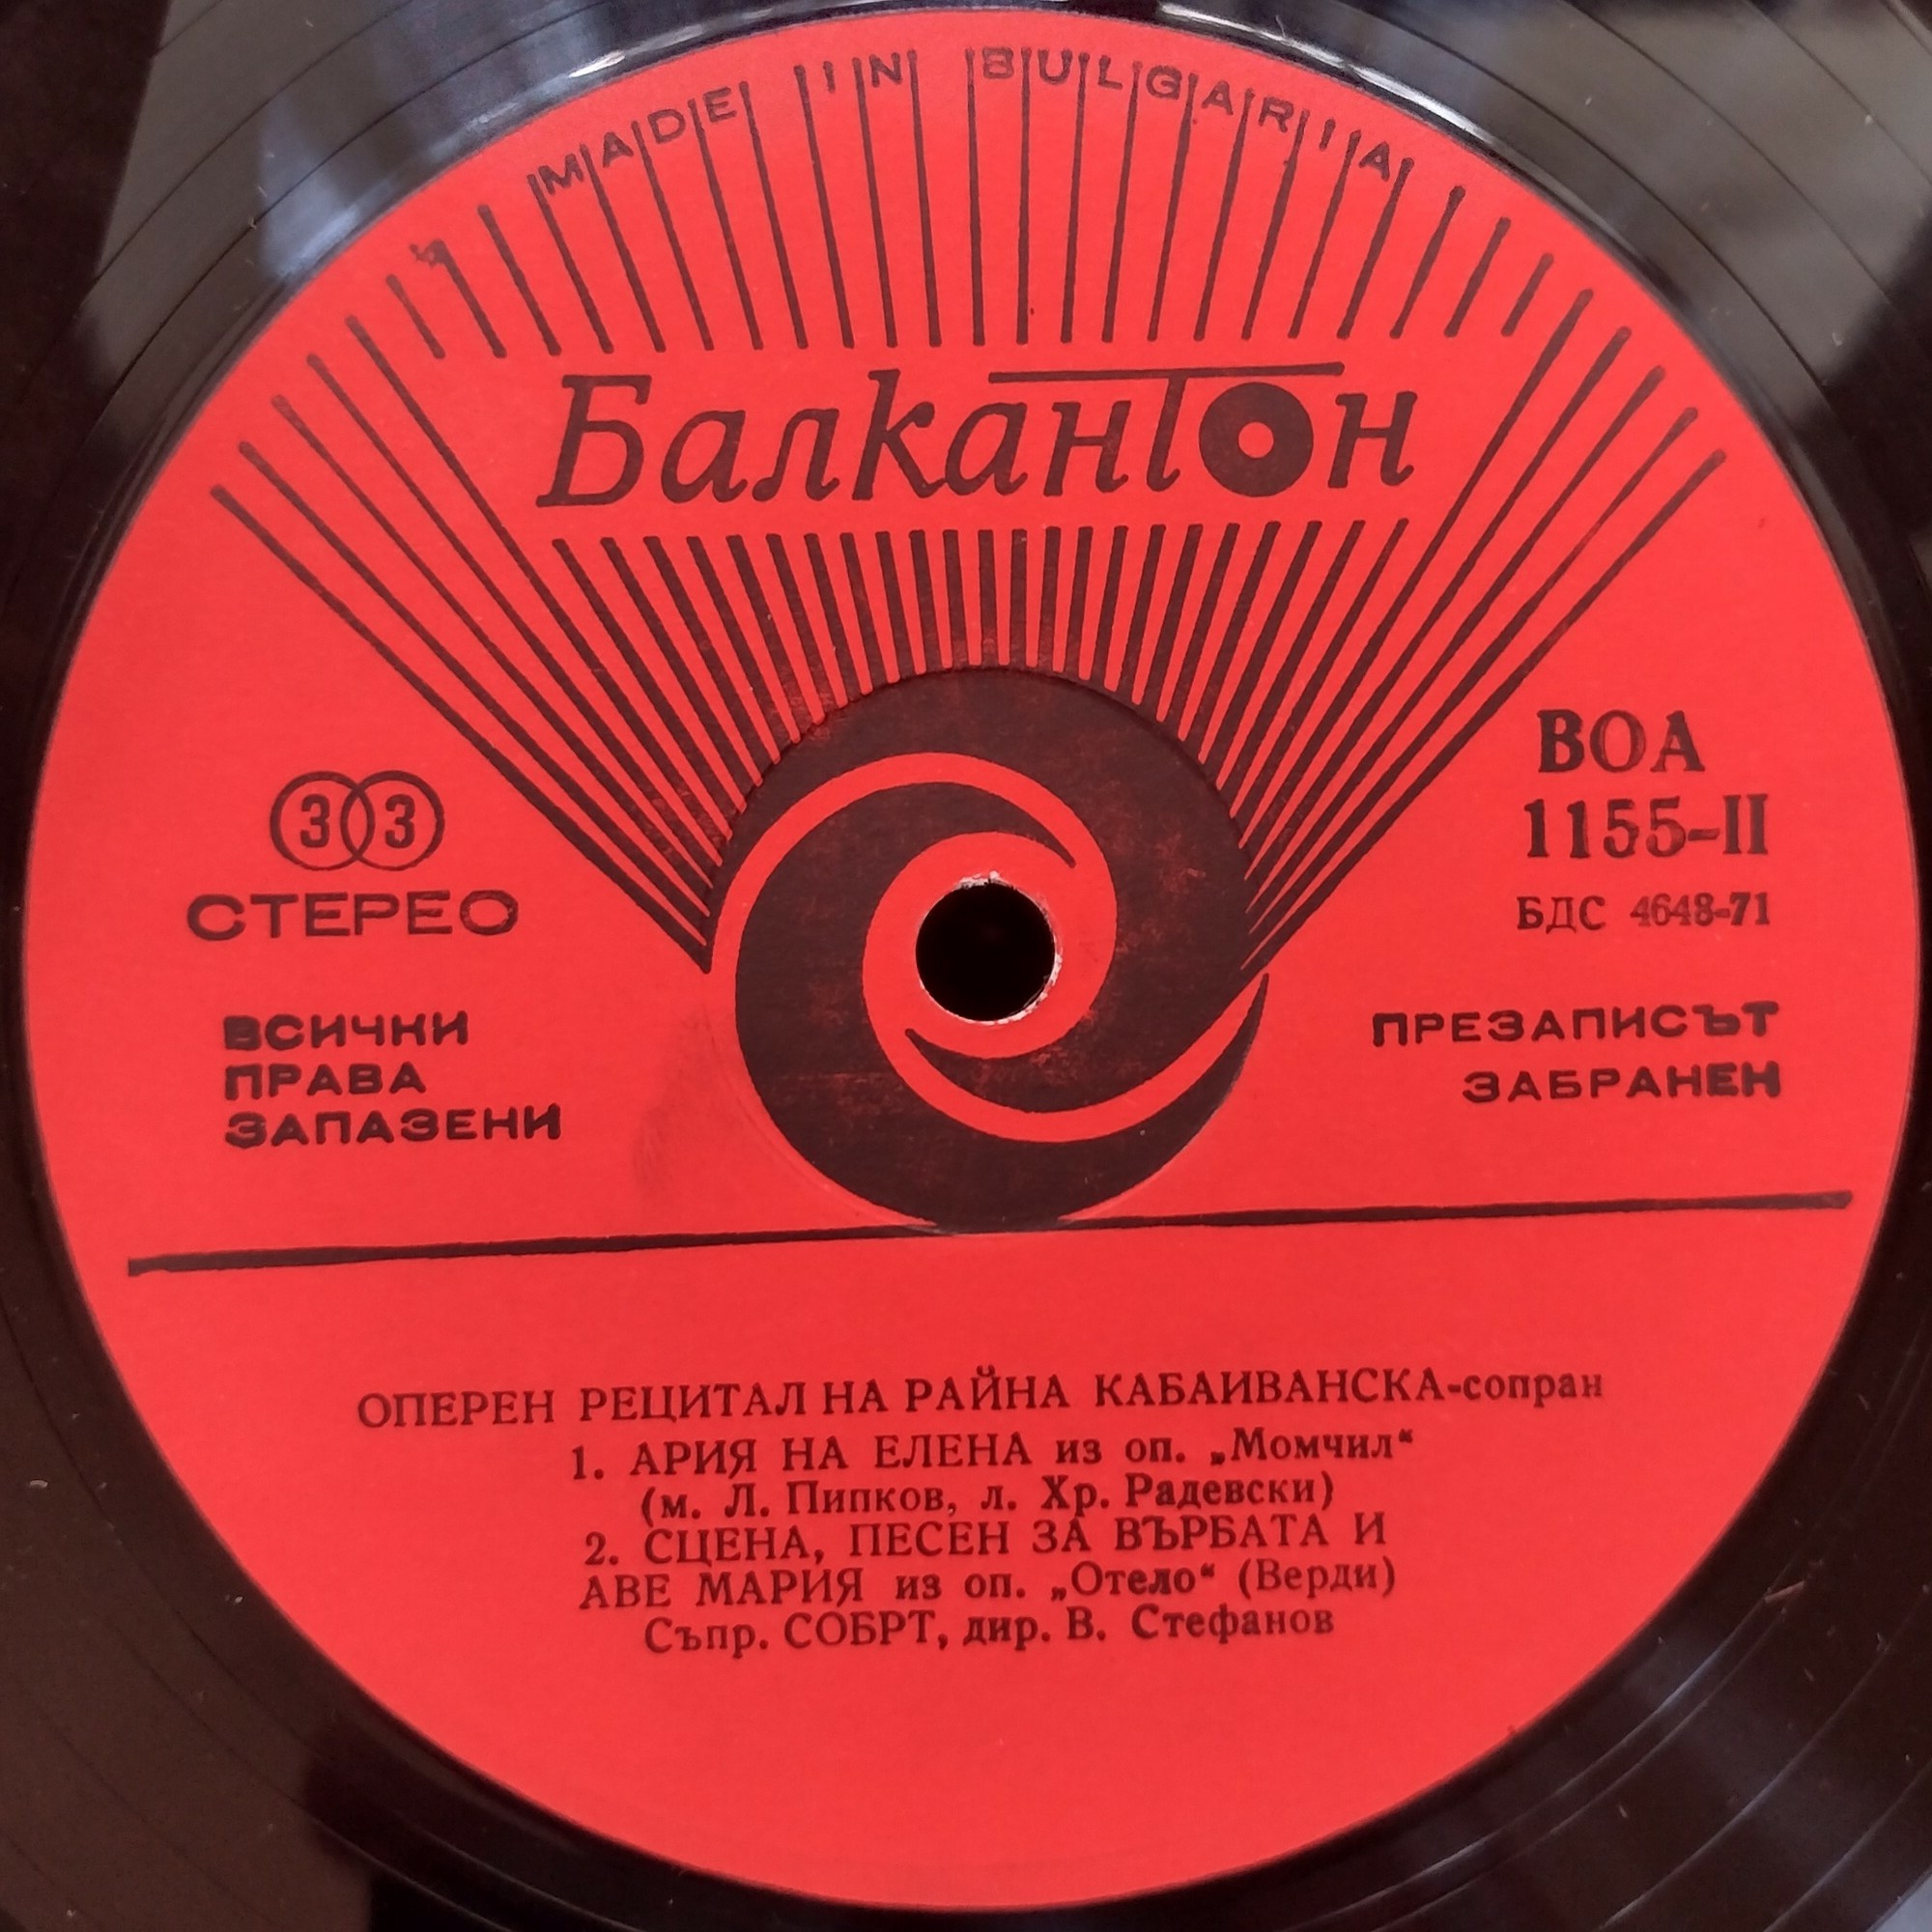 MADE IN BULGARIA
Балкантон
33
СТЕРЕО
ВОА
1155-II
БДС 4648-71
ВСИЧКИ
ПРАВА
ЗАПАЗЕНИ
ПРЕЗАПИСЪТ
ЗАБРАНЕН
ОПЕРЕН РЕЦИТАЛ НА РАЙНА КАБАИВАНСКА-сопран
1. АРИЯ НА ЕЛЕНА из оп. „Момчил“
(м. Л. Пипков, л. Хр. Радевски)
2. СЦЕНА, ПЕСЕН ЗА ВЪРБАТА И
АВЕ МАРИЯ из оп. „Отело“ (Верди)
Съпр. СОБРТ, дир. В. Стефанов